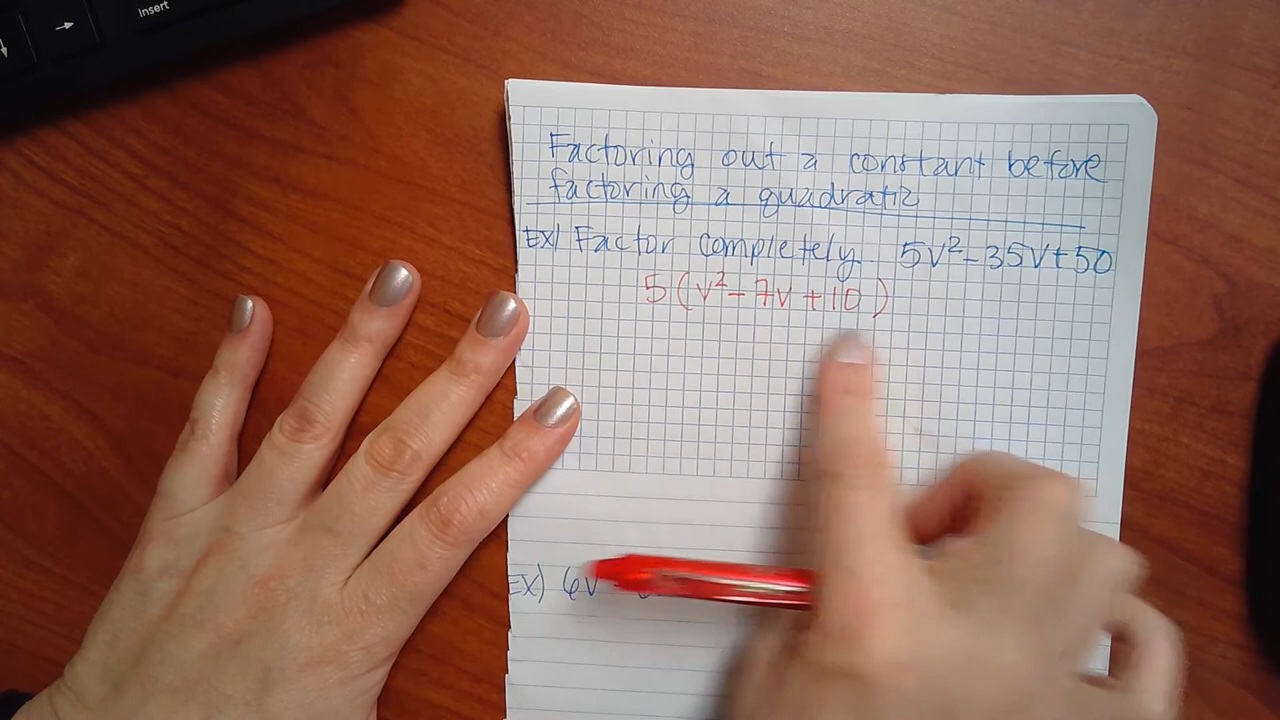 Insert
Factoring out a constant before
factoring a quadratic
Ex) Factor completely. 5v²-35v+50
5(v²-7v+10)
Ex) 6v